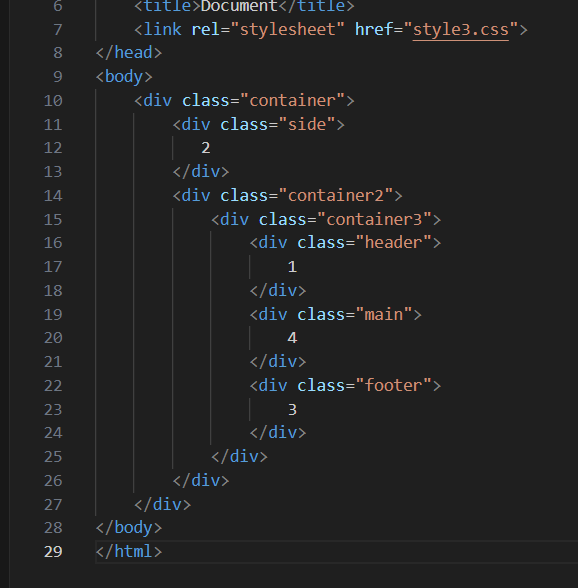 6 <title>Document</title>
7 <link rel="stylesheet" href="style3.css">
8 </head>
9 <body>
10 <div class="container">
11 <div class="side">
12 2
13 </div>
14 <div class="container2">
15 <div class="container3">
16 <div class="header">
17 1
18 </div>
19 <div class="main">
20 4
21 </div>
22 <div class="footer">
23 3
24 </div>
25 </div>
26 </div>
27 </div>
28 </body>
29 </html>